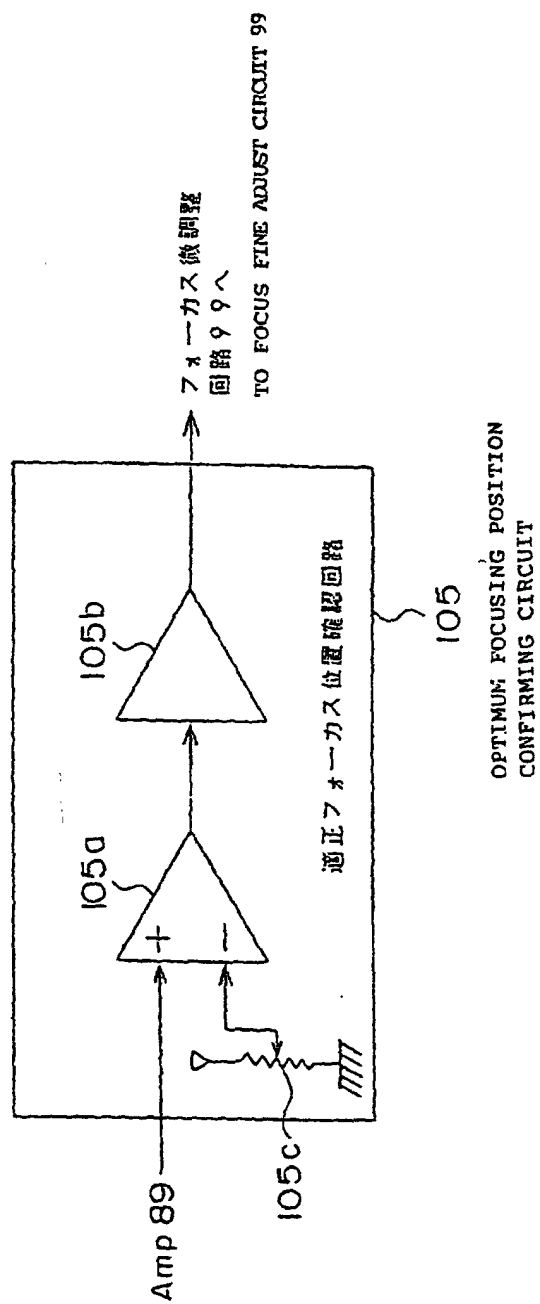 Amp 89
105a
+
-
105b
105c
適正フォーカス位置確認回路
フォーカス微調整
回路99へ
TO FOCUS FINE ADJUST CIRCUIT 99
105
OPTIMUM FOCUSING POSITION
CONFIRMING CIRCUIT